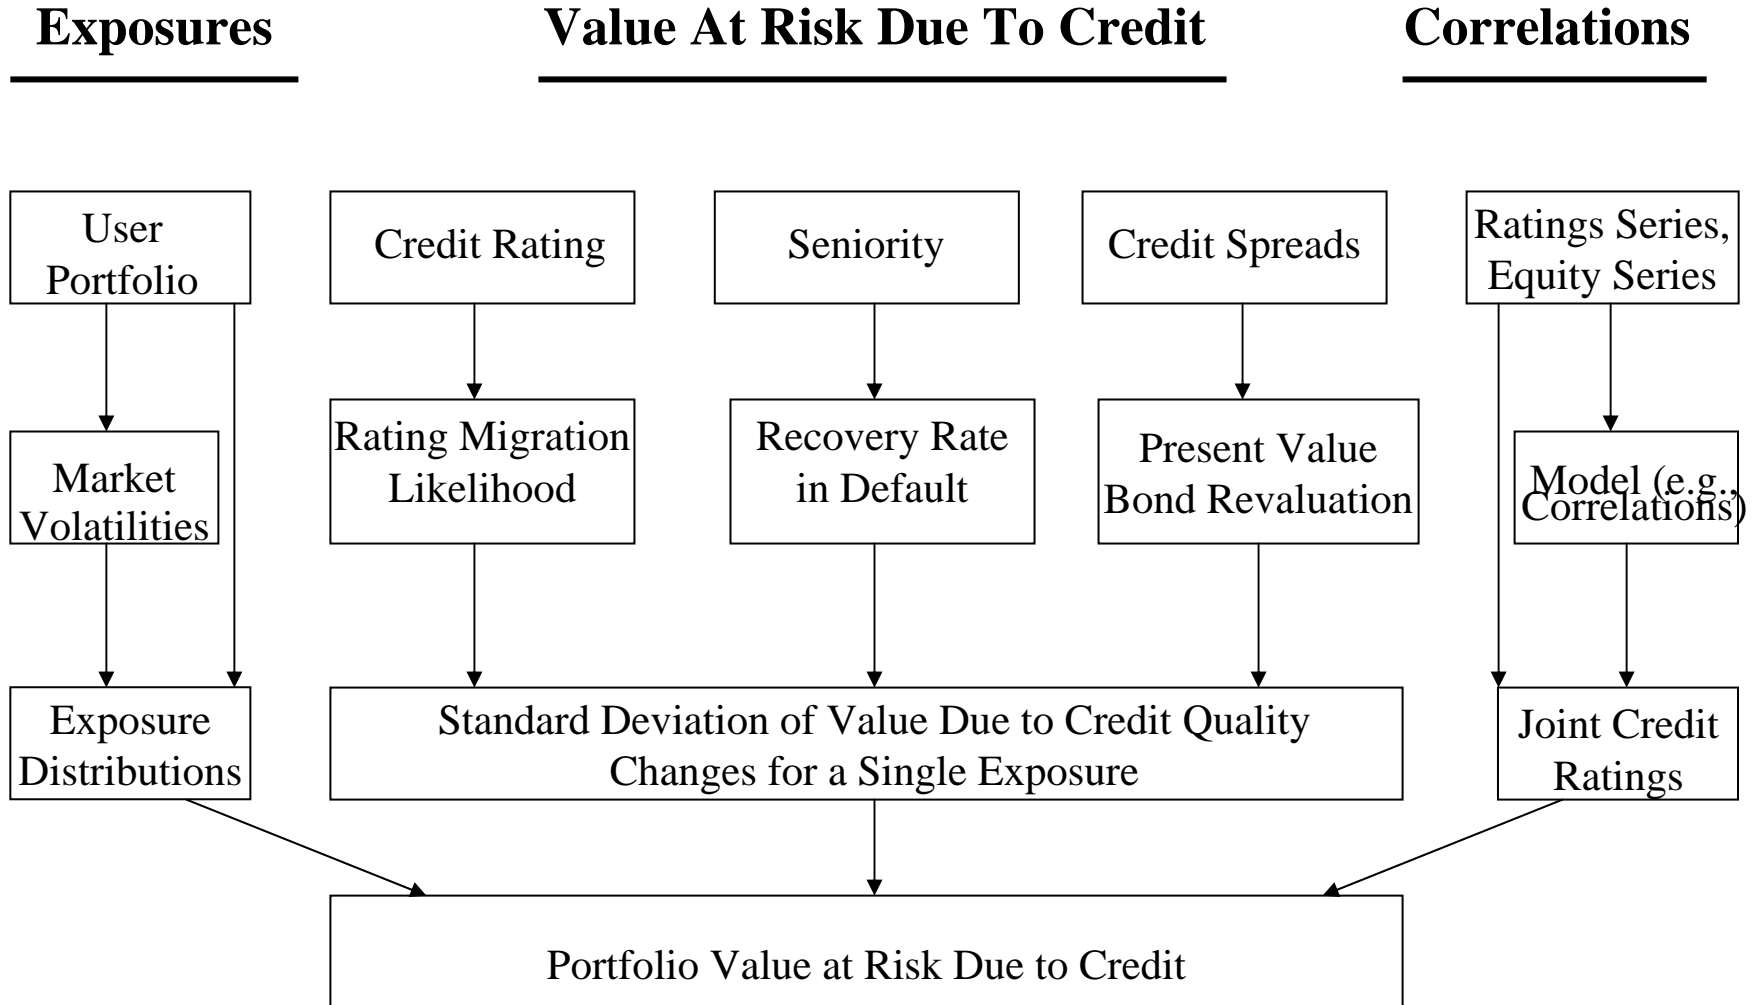 Exposures
Value At Risk Due To Credit
Correlations
User
Portfolio
Credit Rating
Seniority
Credit Spreads
Ratings Series,
Equity Series
Market
Volatilities
Rating Migration
Likelihood
Recovery Rate
in Default
Present Value
Bond Revaluation
Model (e.g.,
Correlations)
Exposure
Distributions
Standard Deviation of Value Due to Credit Quality
Changes for a Single Exposure
Joint Credit
Ratings
Portfolio Value at Risk Due to Credit